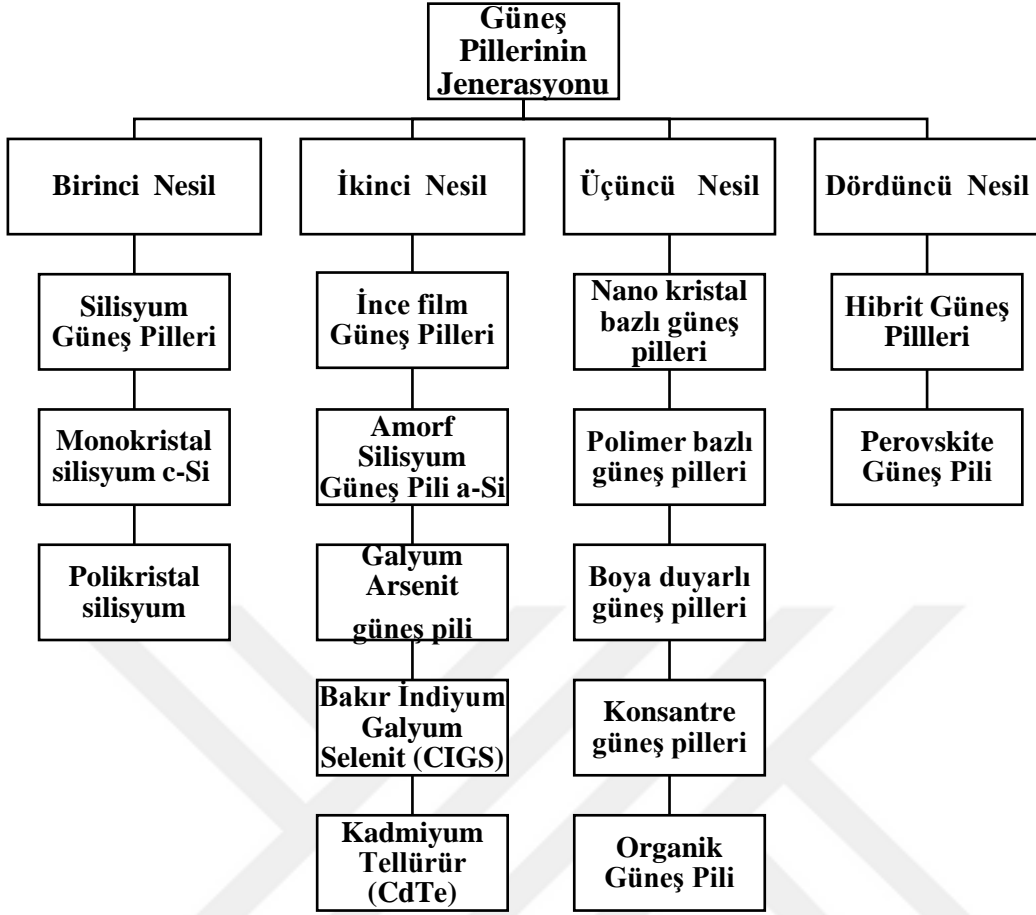 Güneş
Pillerinin
Jenerasyonu
Birinci Nesil
İkinci Nesil
Üçüncü Nesil
Dördüncü Nesil
Silisyum
Güneş Pilleri
Monokristal
silisyum c-Si
Polikristal
silisyum
İnce film
Güneş Pilleri
Amorf
Silisyum
Güneş Pili a-Si
Galyum
Arsenit
güneş pili
Bakır İndiyum
Galyum
Selenit (CIGS)
Kadmiyum
Tellürür
(CdTe)
Nano kristal
bazlı güneş
pilleri
Polimer bazlı
güneş pilleri
Boya duyarlı
güneş pilleri
Konsantre
güneş pilleri
Organik
Güneş Pili
Hibrit Güneş
Pillleri
Perovskite
Güneş Pili